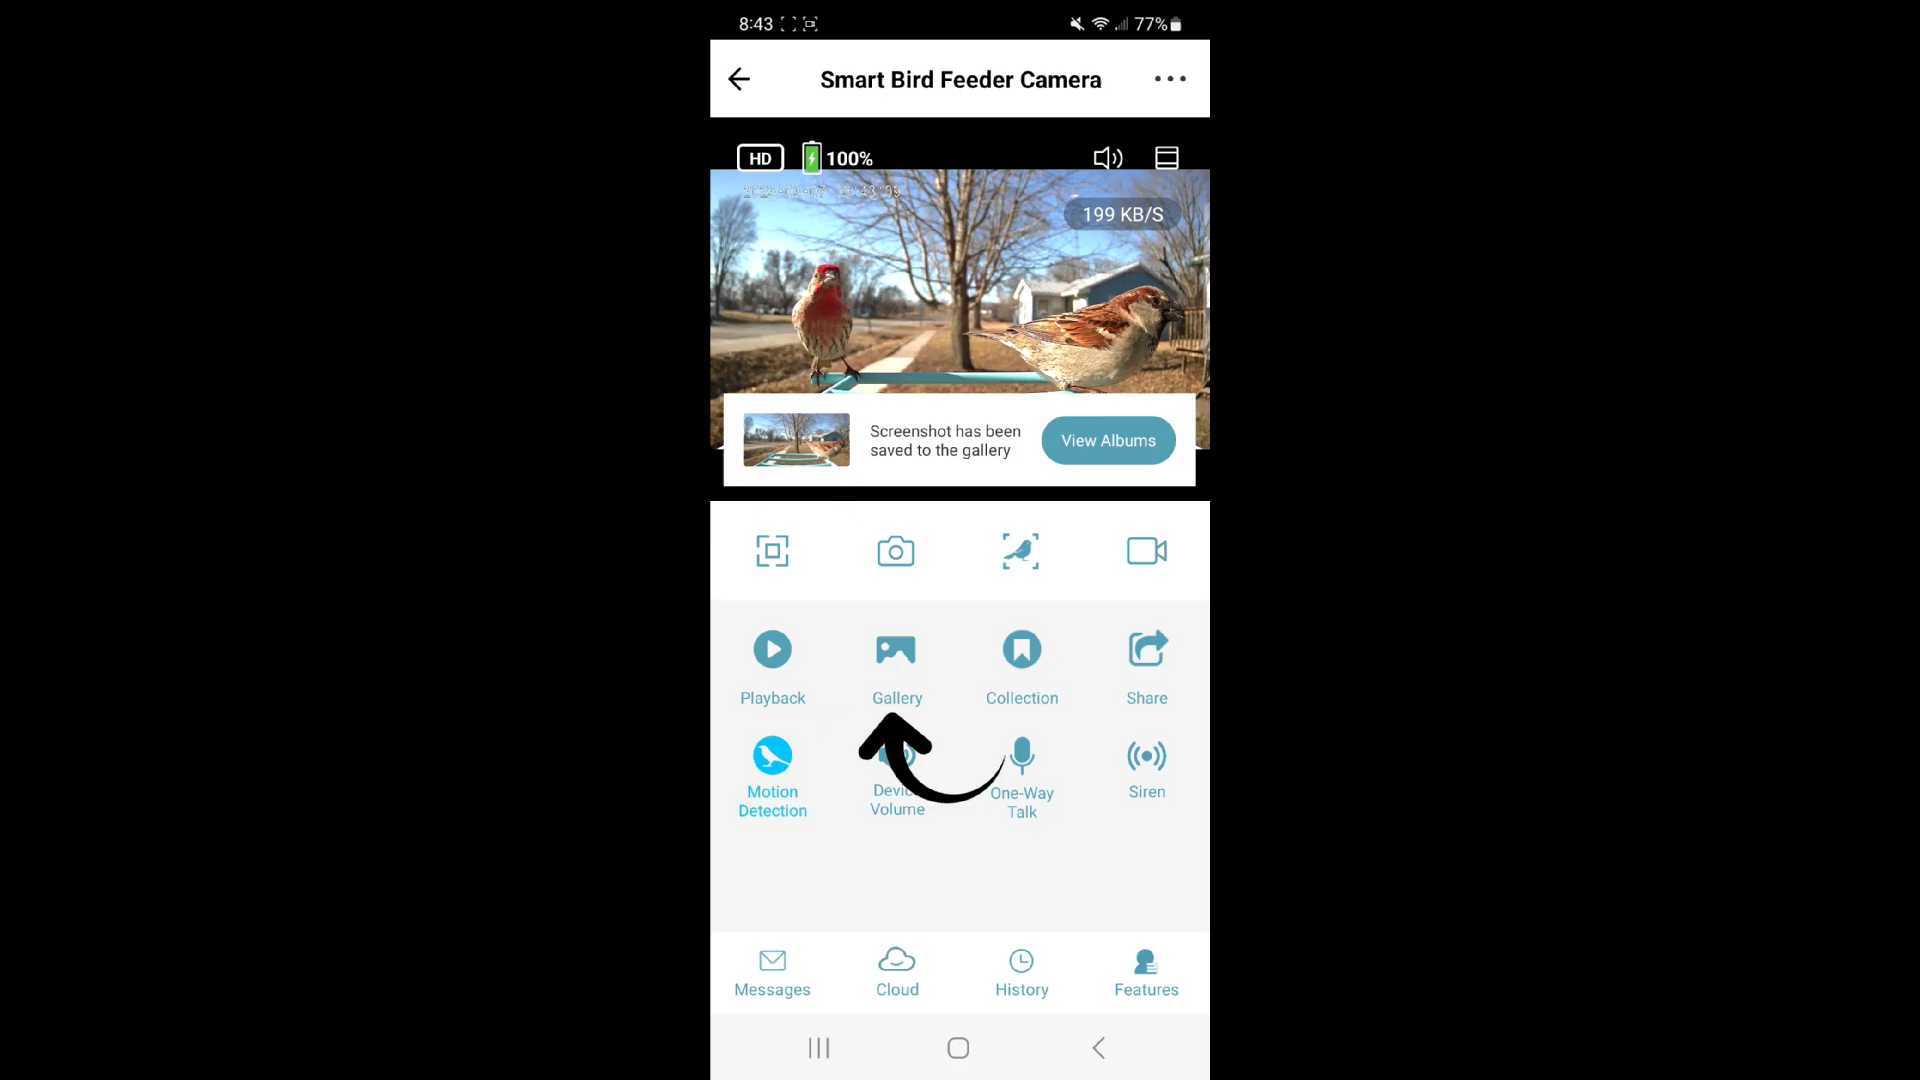 8:43
77%
Smart Bird Feeder Camera
HD
100%
199 KB/S
Screenshot has been
saved to the gallery
View Albums
Playback
Gallery
Collection
Share
Motion
Detection
Volume
One-Way
Talk
Siren
Messages
Cloud
History
Features